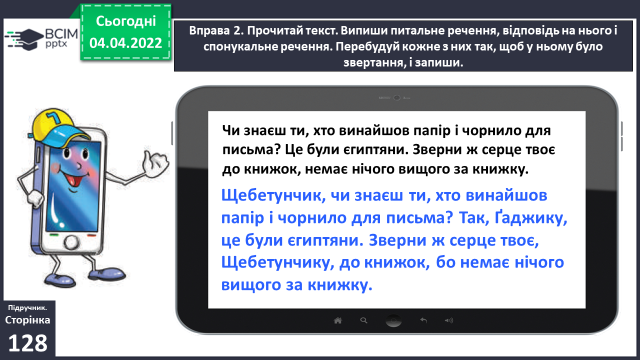 Сьогодні
04.04.2022
ВСІМ
pptx
Вправа 2. Прочитай текст. Випиши питальне речення, відповідь на нього і
спонукальне речення. Перебудуй кожне з них так, щоб у ньому було
звертання, і запиши.
Чи знаєш ти, хто винайшов папір і чорнило для
письма? Це були єгиптяни. Зверни ж серце твоє
до книжок, немає нічого вищого за книжку.
Щебетунчик, чи знаєш ти, хто винайшов
папір і чорнило для письма? Так, Ґаджику,
це були єгиптяни. Зверни ж серце твоє,
Щебетунчику, до книжок, бо немає нічого
вищого за книжку.
Підручник.
Сторінка
128